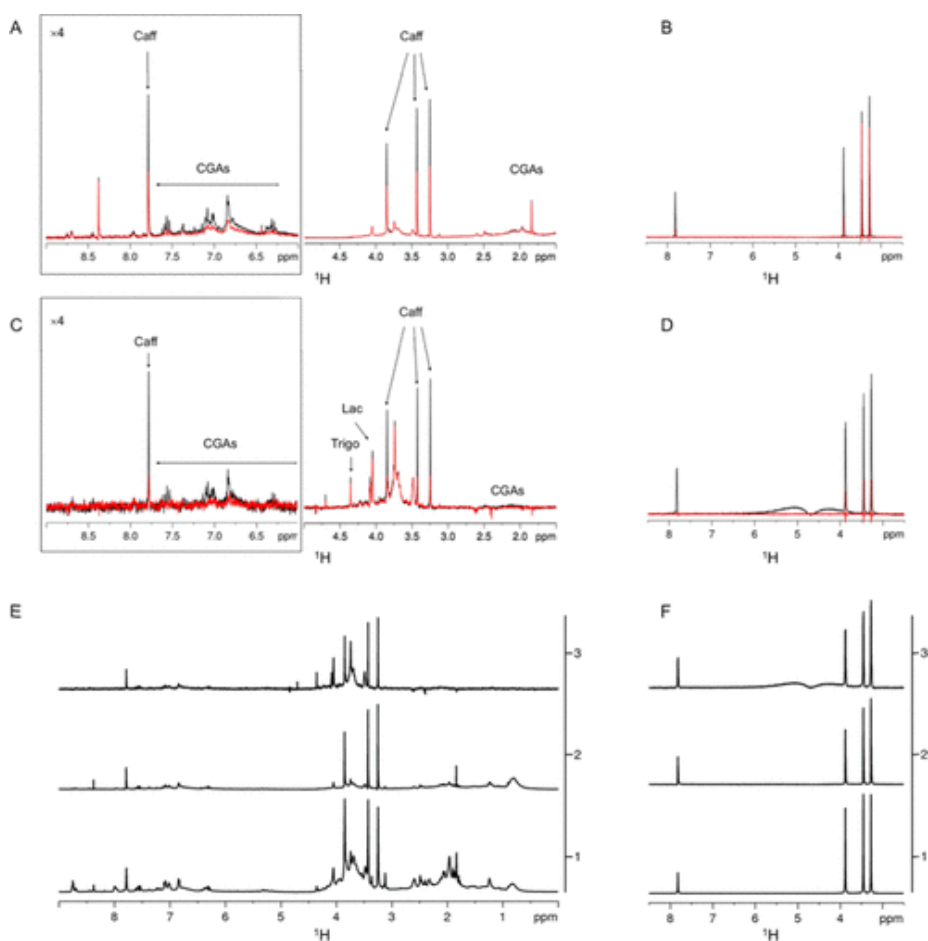 A
×4
Caff
CGAs
8.5 8.0 7.5 7.0 6.5 ppm
Caff
CGAs
4.5 4.0 3.5 3.0 2.5 2.0 ppm
¹H
B
8 7 6 5 4 ppm
¹H
C
×4
Caff
CGAs
8.5 8.0 7.5 7.0 6.5 ppm
Caff
Lac
Trigo
CGAs
4.5 4.0 3.5 3.0 2.5 2.0 ppm
¹H
D
8 7 6 5 4 ppm
¹H
E
3
2
1
8 7 6 5 4 3 2 1 ppm
¹H
F
3
2
1
8 7 6 5 4 ppm
¹H